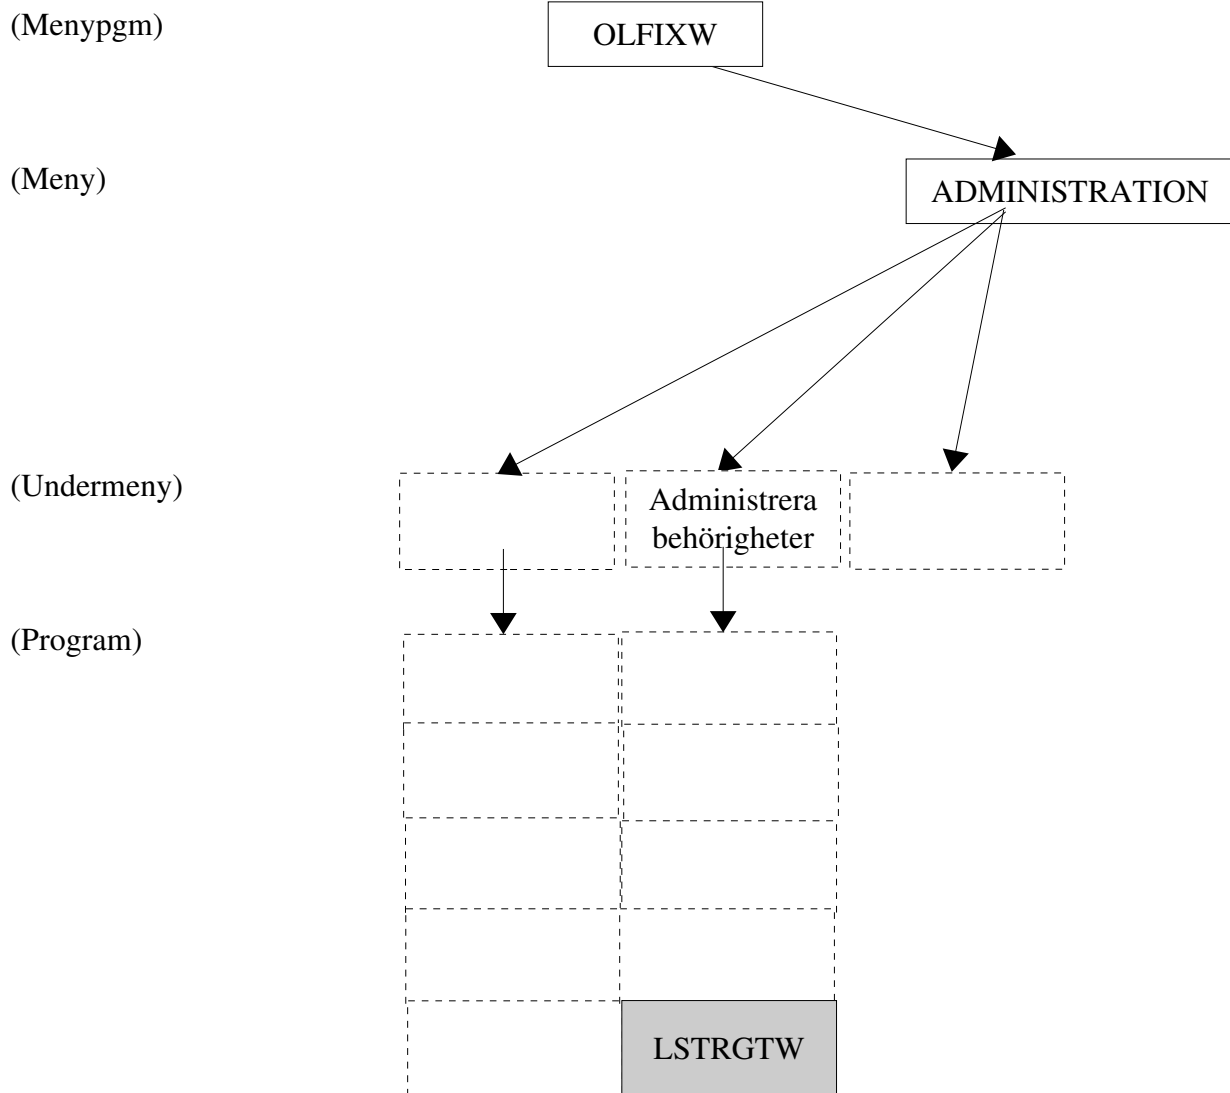 (Menypgm)
OLFIXW
(Meny)
ADMINISTRATION
(Undermeny)
Administrera
behörigheter
(Program)
LSTRGTW